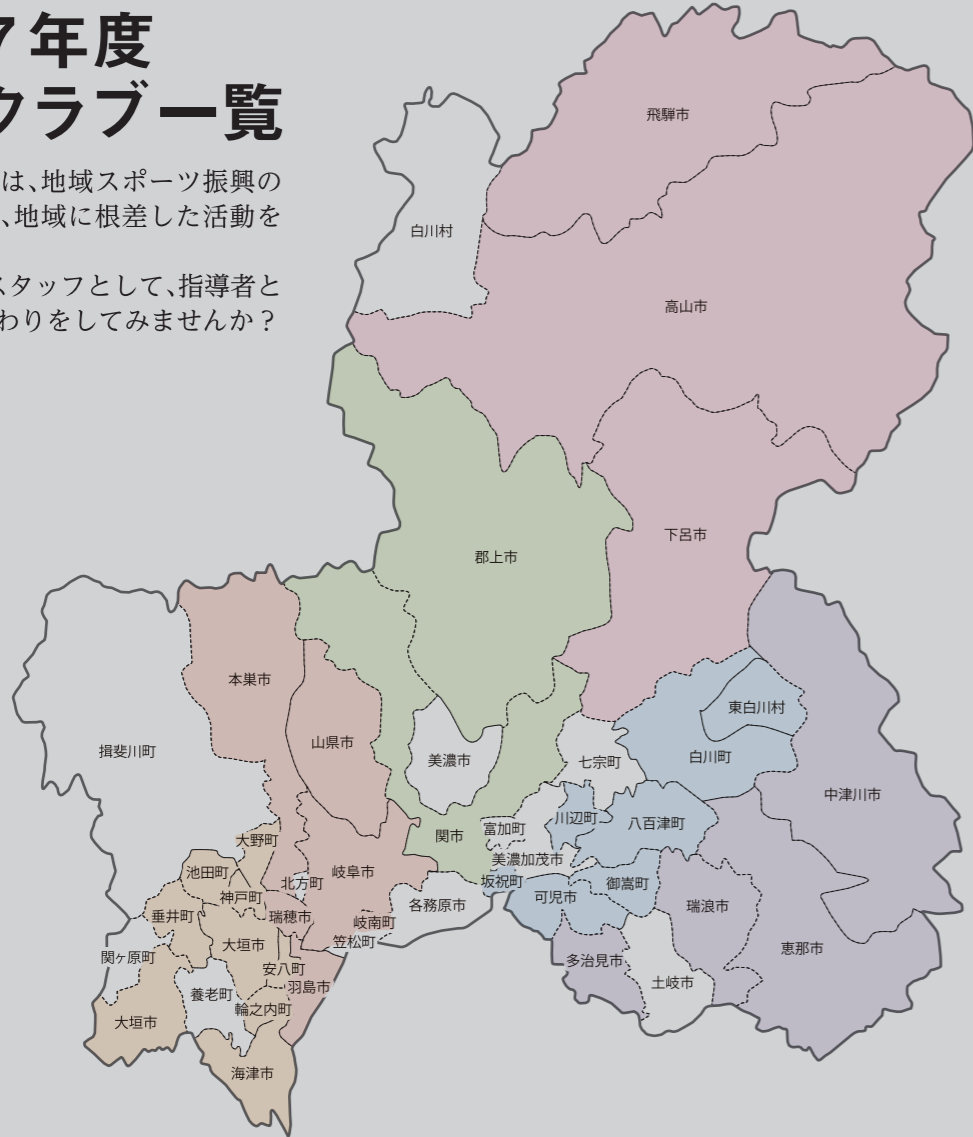 7年度
クラブ一覧
は、地域スポーツ振興の
、地域に根差した活動を
スタッフとして、指導者と
わりをしてみませんか？
飛騨市
白川村
高山市
下呂市
郡上市
本巣市
東白川村
山県市
揖斐川町
美濃市
七宗町
白川町
中津川市
川辺町
八百津町
富加町
関市
大野町
美濃加茂市
池田町
北方町
岐阜市
坂祝町
御嵩町
神戸町
可児市
各務原市
瑞浪市
垂井町
瑞穂市
岐南町
笠松町
大垣市
恵那市
関ヶ原町
多治見市
安八町
土岐市
羽島市
養老町
輪之内町
大垣市
海津市